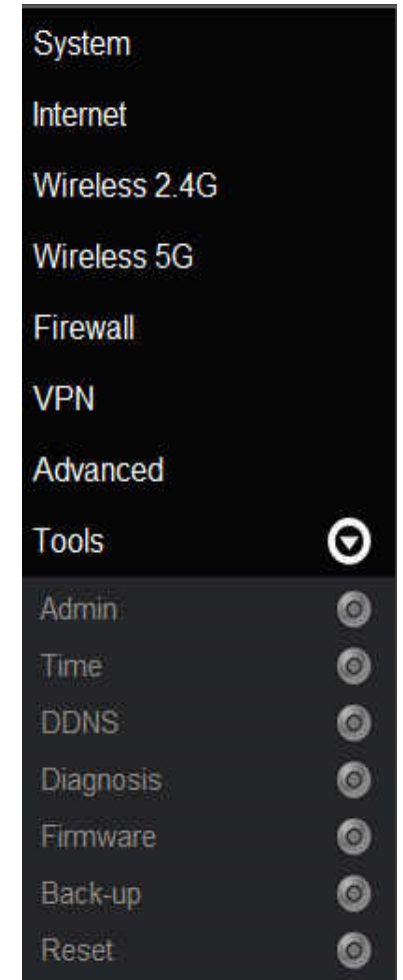 System
Internet
Wireless 2.4G
Wireless 5G
Firewall
VPN
Advanced
Tools
Admin
Time
DDNS
Diagnosis
Firmware
Back-up
Reset